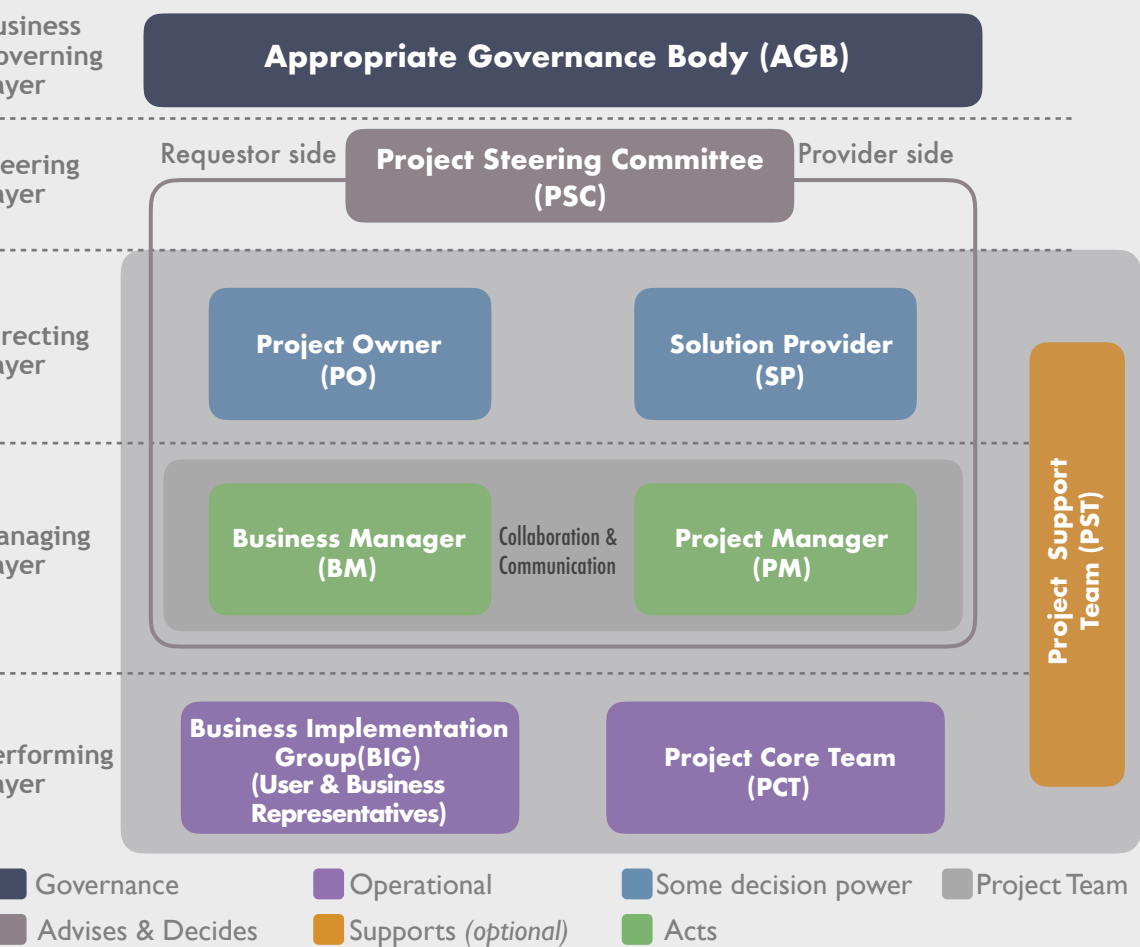 usiness
overning
ayer
Appropriate Governance Body (AGB)
eering
ayer
Requestor side
Project Steering Committee
(PSC)
Provider side
recting
ayer
Project Owner
(PO)
Solution Provider
(SP)
anaging
ayer
Business Manager
(BM)
Collaboration &
Communication
Project Manager
(PM)
Project Support
Team (PST)
erforming
ayer
Business Implementation
Group(BIG)
(User & Business
Representatives)
Project Core Team
(PCT)
Governance
Operational
Some decision power
Project Team
Advises & Decides
Supports (optional)
Acts